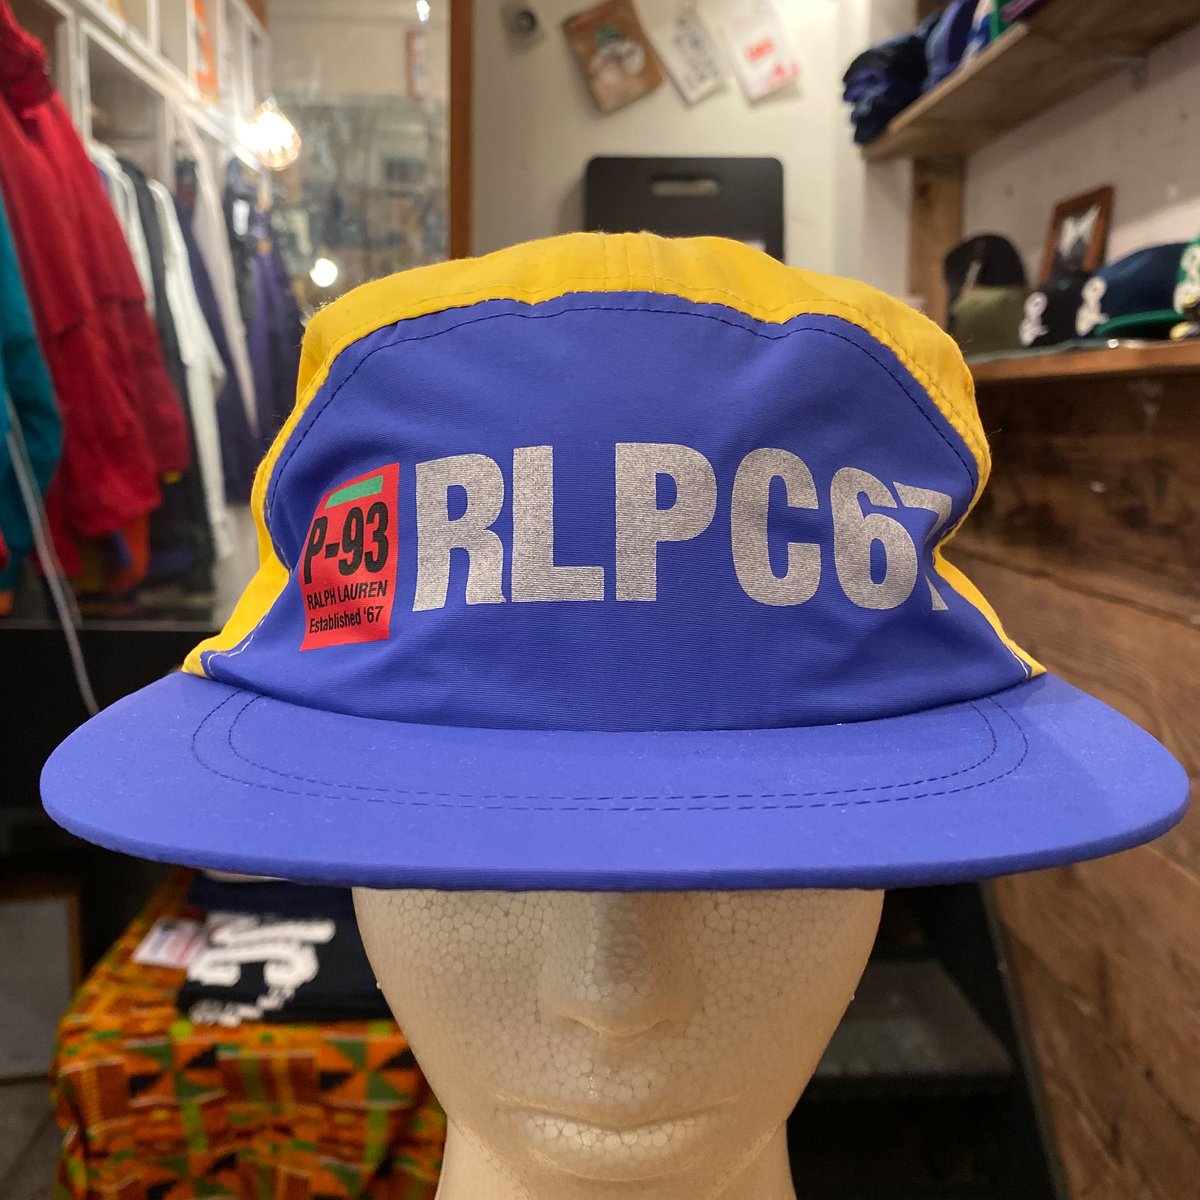 P-93
RALPH LAUREN
Established '67
RLPC67